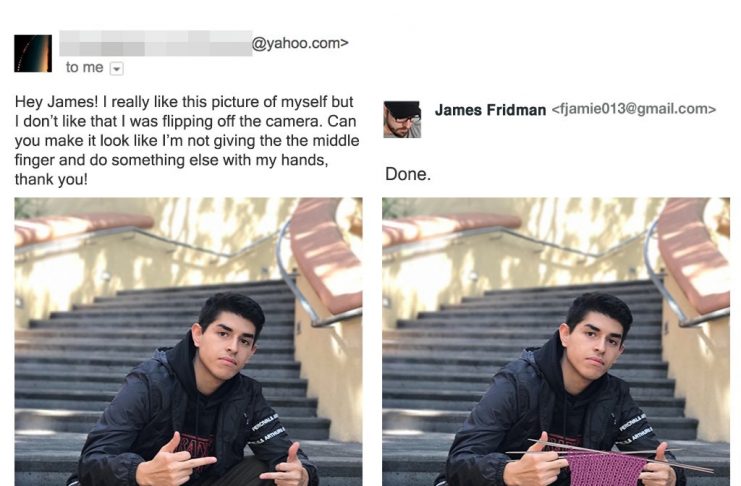 @yahoo.com>
to me
Hey James! I really like this picture of myself but
I don't like that I was flipping off the camera. Can
you make it look like I'm not giving the the middle
finger and do something else with my hands,
thank you!
James Fridman <fjamie013@gmail.com>
Done.